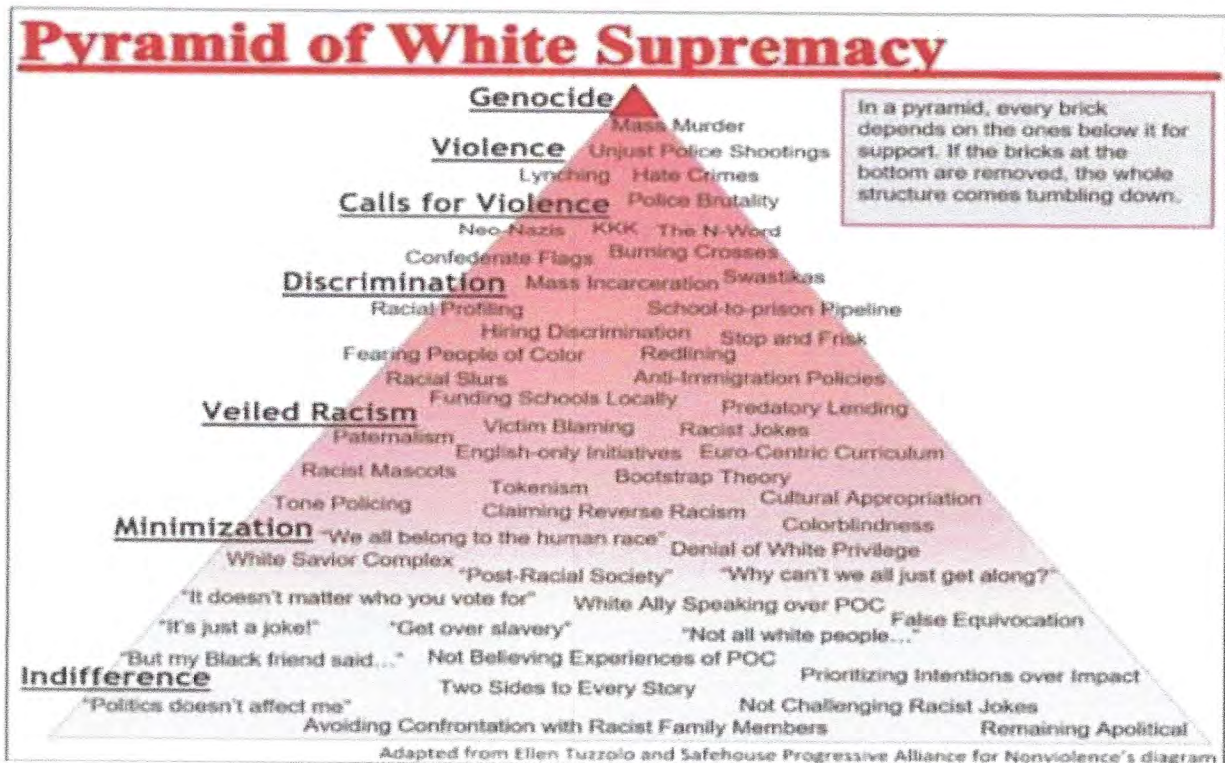 Pyramid of White Supremacy
Genocide
In a pyramid, every brick
depends on the ones below it for
support. If the bricks at the
bottom are removed, the whole
structure comes tumbling down.
Mass Murder
Violence Unjust Police Shootings
Lynching Hate Crimes
Calls for Violence Police Brutality
Neo-Nazis KKK The N-Word
Confederate Flags Burning Crosses
Discrimination Mass Incarceration Swastikas
Racial Profiling School-to-prison Pipeline
Hiring Discrimination Stop and Frisk
Fearing People of Color Redlining
Racial Slurs Anti-Immigration Policies
Funding Schools Locally Predatory Lending
Veiled Racism Victim Blaming Racist Jokes
Paternalism
English-only Initiatives Euro-Centric Curriculum
Racist Mascots Bootstrap Theory
Tokenism Cultural Appropriation
Tone Policing Claiming Reverse Racism
Colorblindness
Minimization "We all belong to the human race"
Denial of White Privilege
White Savior Complex
"Post-Racial Society" "Why can't we all just get along?"
"It doesn't matter who you vote for" White Ally Speaking over POC
False Equivocation
"It's just a joke!" "Get over slavery" "Not all white people..."
"But my Black friend said..." Not Believing Experiences of POC
Prioritizing Intentions over Impact
Indifference Two Sides to Every Story
"Politics doesn't affect me" Not Challenging Racist Jokes
Avoiding Confrontation with Racist Family Members Remaining Apolitical
Adapted from Ellen Tuzzolo and Safehouse Progressive Alliance for Nonviolence's diagram